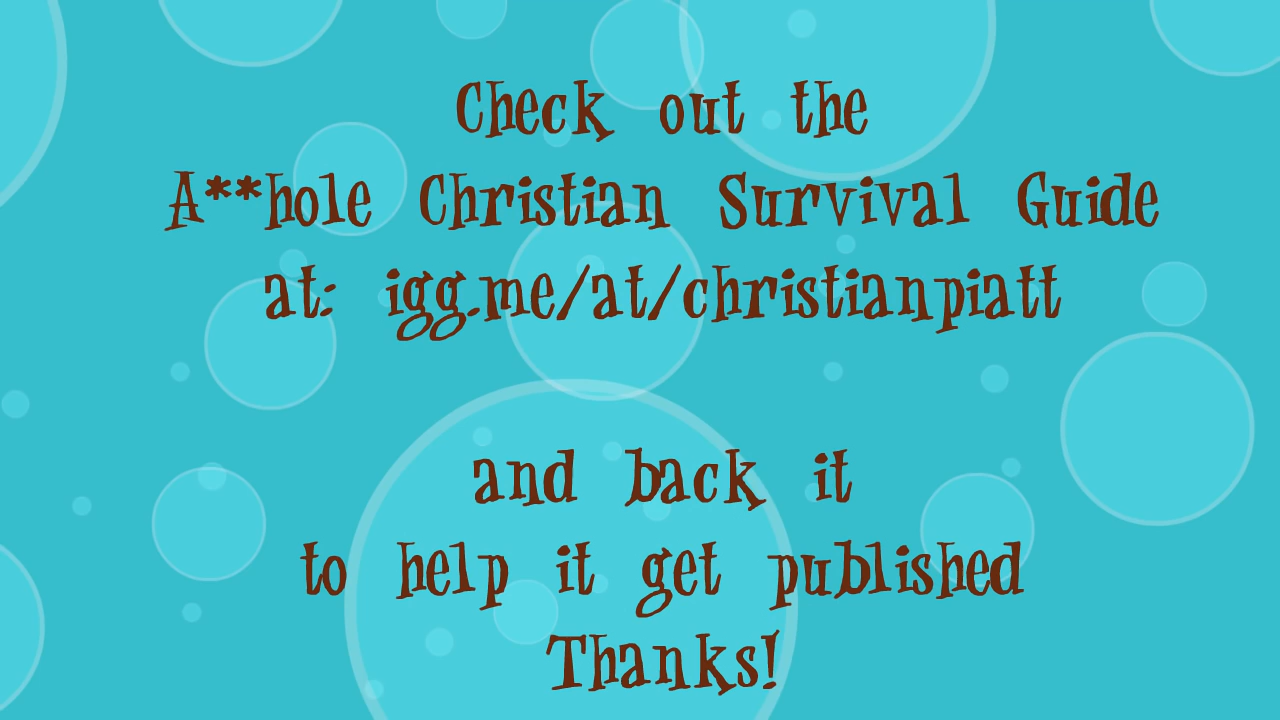 Check out the
A**hole Christian Survival Guide
at: igg.me/at/christianpiatt
and back it
to help it get published
Thanks!